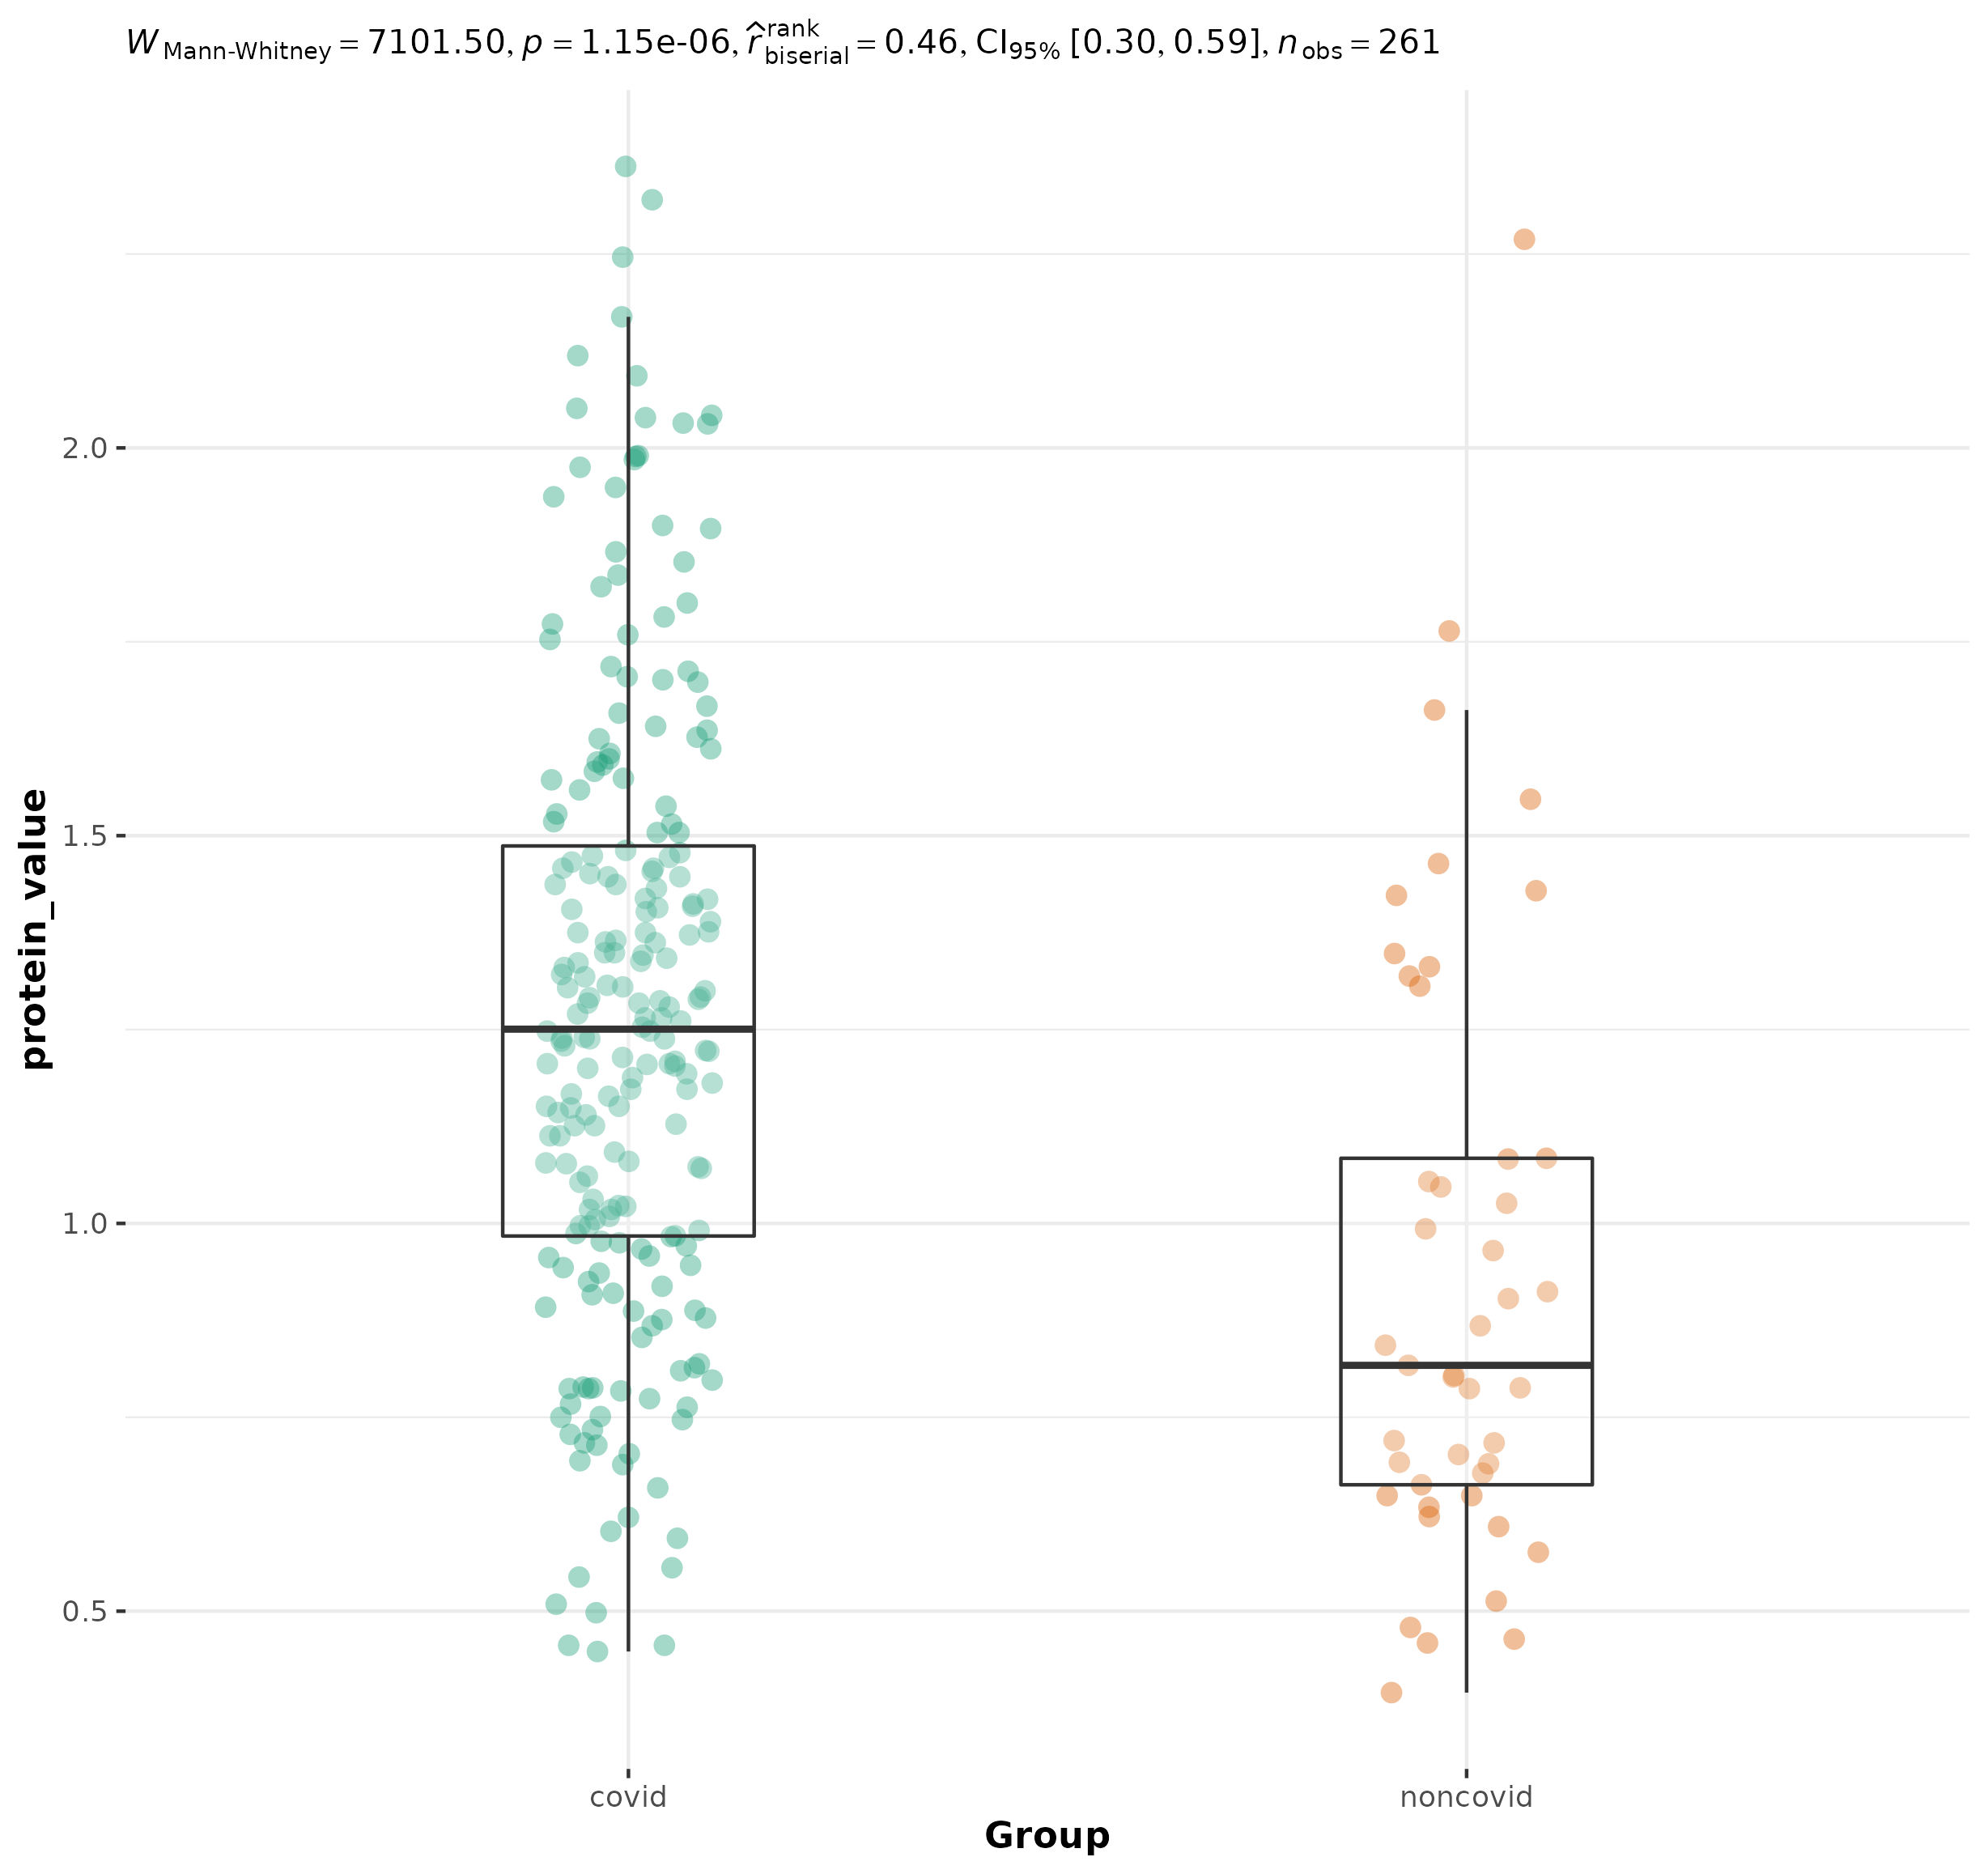 W Mann-Whitney = 7101.50, p = 1.15e-06, r̂ rank biserial = 0.46, CI95% [0.30, 0.59], nobs = 261
protein_value
2.0
1.5
1.0
0.5
covid noncovid
Group